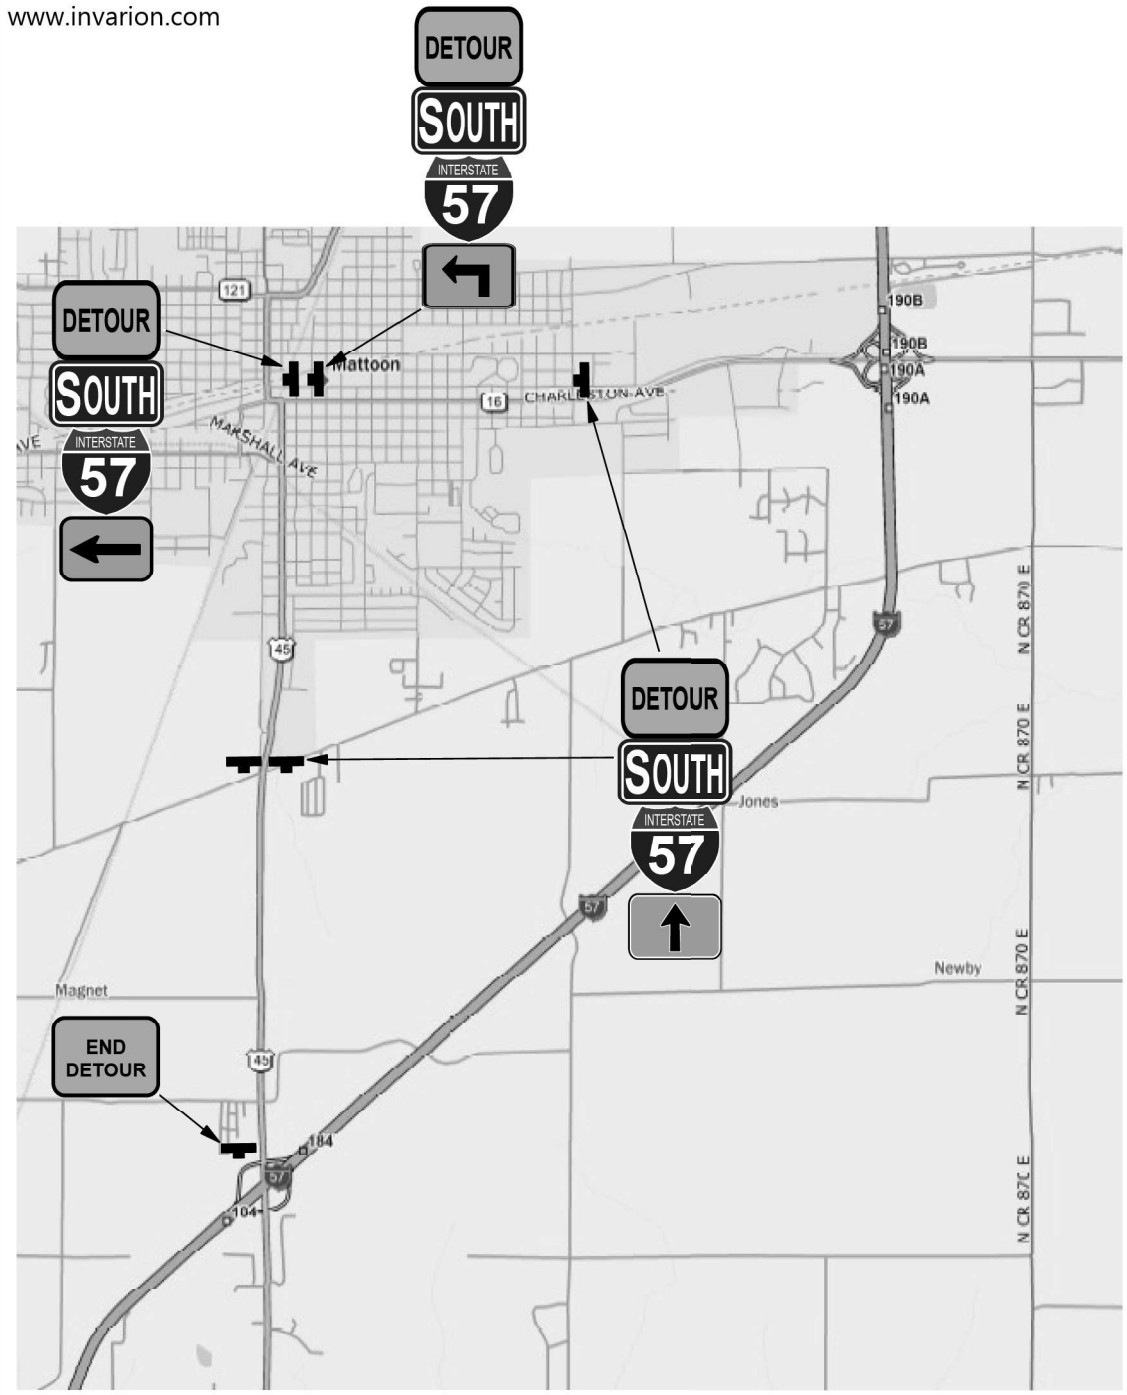 www.invarion.com
DETOUR
SOUTH
INTERSTATE
57
121
DETOUR
SOUTH
INTERSTATE
57
190B
190B
190A
190A
Mattoon
16
CHARLESTON AVE
MARSHALL AVE
AVE
45
57
N CR 870 E
N CR 870 E
DETOUR
SOUTH
INTERSTATE
57
Jones
57
Newby
N CR 870 E
Magnet
END
DETOUR
45
184
57
N CR 870 E